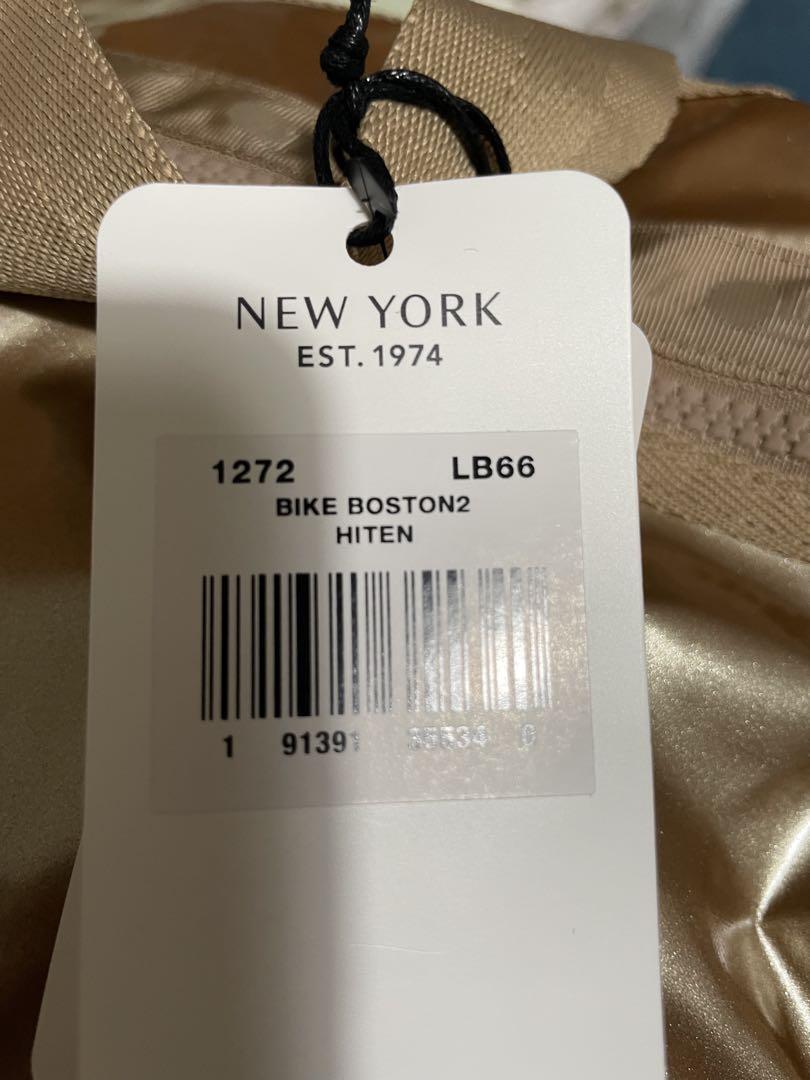 NEW YORK
EST. 1974
1272 LB66
BIKE BOSTON2
HITEN
1 91391